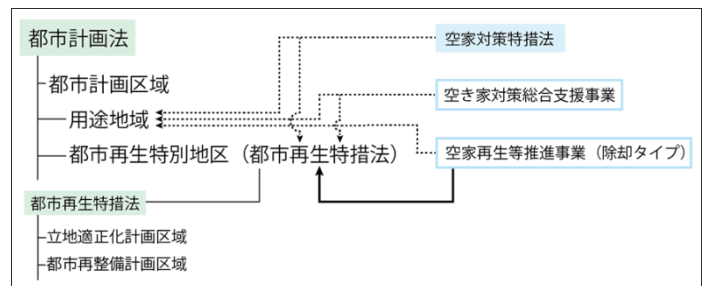 都市計画法
空家対策特措法
都市計画区域
空き家対策総合支援事業
用途地域
都市再生特別地区（都市再生特措法）
空家再生等推進事業（除却タイプ）
都市再生特措法
立地適正化計画区域
都市再整備計画区域